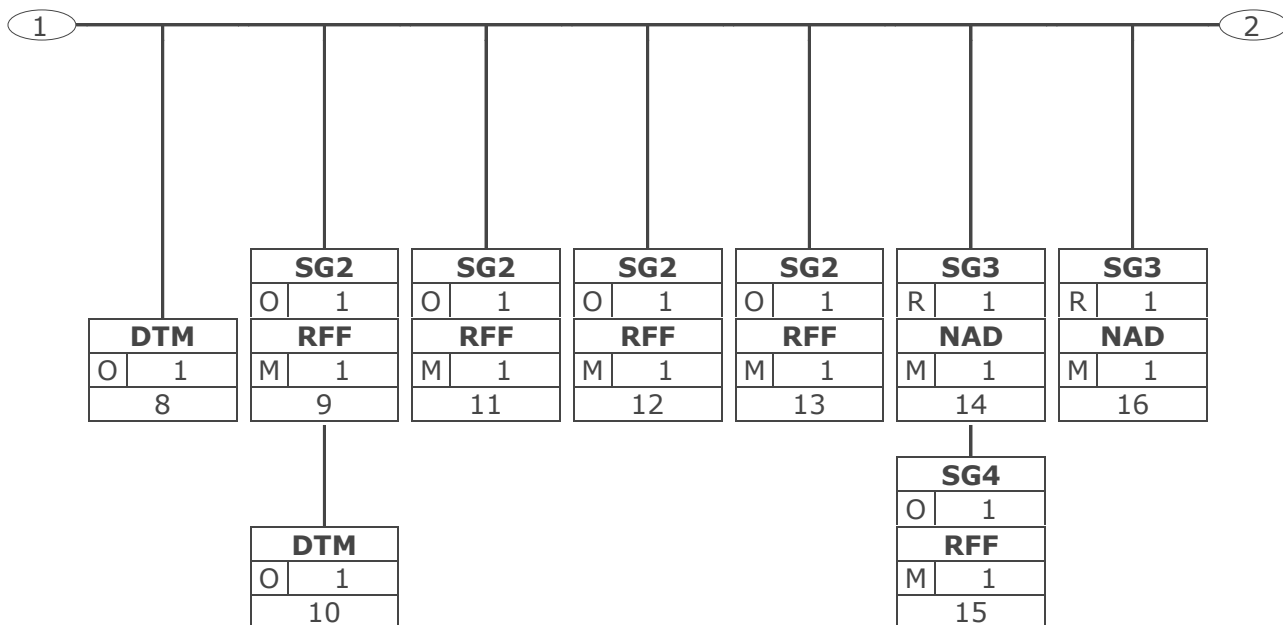 1 2
SG2 SG2 SG2 SG2 SG3 SG3
O 1 O 1 O 1 O 1 R 1 R 1
DTM RFF RFF RFF RFF NAD NAD
O 1 M 1 M 1 M 1 M 1 M 1 M 1
8 9 11 12 13 14 16
SG4
O 1
DTM RFF
O 1 M 1
10 15